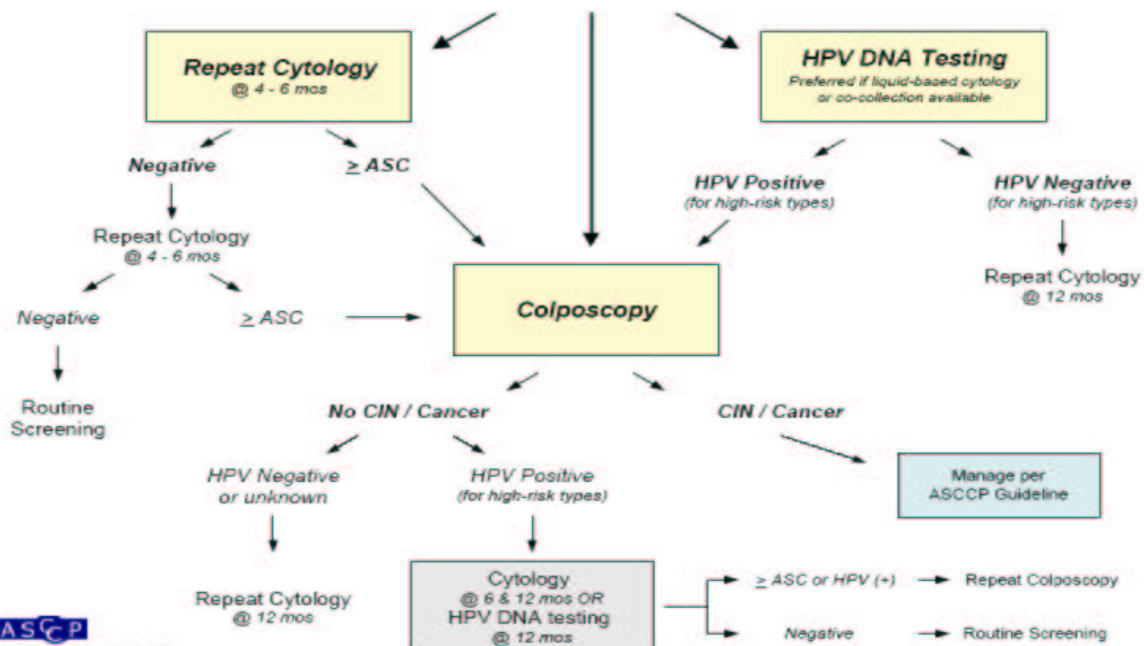 Repeat Cytology
@ 4 - 6 mos
HPV DNA Testing
Preferred if liquid-based cytology
or co-collection available
Negative
≥ ASC
HPV Positive
(for high-risk types)
HPV Negative
(for high-risk types)
Repeat Cytology
@ 4 - 6 mos
Repeat Cytology
@ 12 mos
Negative
≥ ASC
Colposcopy
Routine
Screening
No CIN / Cancer
CIN / Cancer
HPV Negative
or unknown
HPV Positive
(for high-risk types)
Manage per
ASCCP Guideline
Repeat Cytology
@ 12 mos
Cytology
@ 6 & 12 mos OR
HPV DNA testing
@ 12 mos
≥ ASC or HPV (+)
Repeat Colposcopy
Negative
Routine Screening
ASCCP